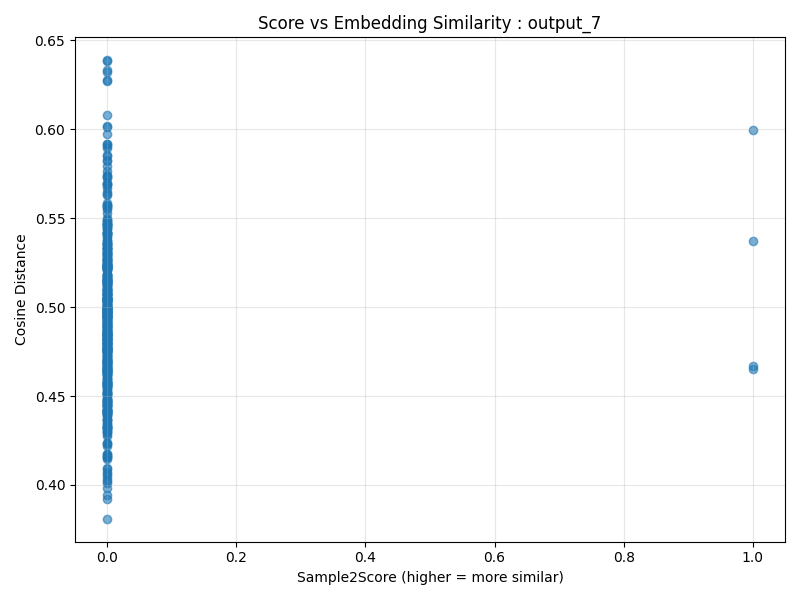 Score vs Embedding Similarity : output_7
0.65
0.60
0.55
0.50
0.45
0.40
Cosine Distance
0.0 0.2 0.4 0.6 0.8 1.0
Sample2Score (higher = more similar)